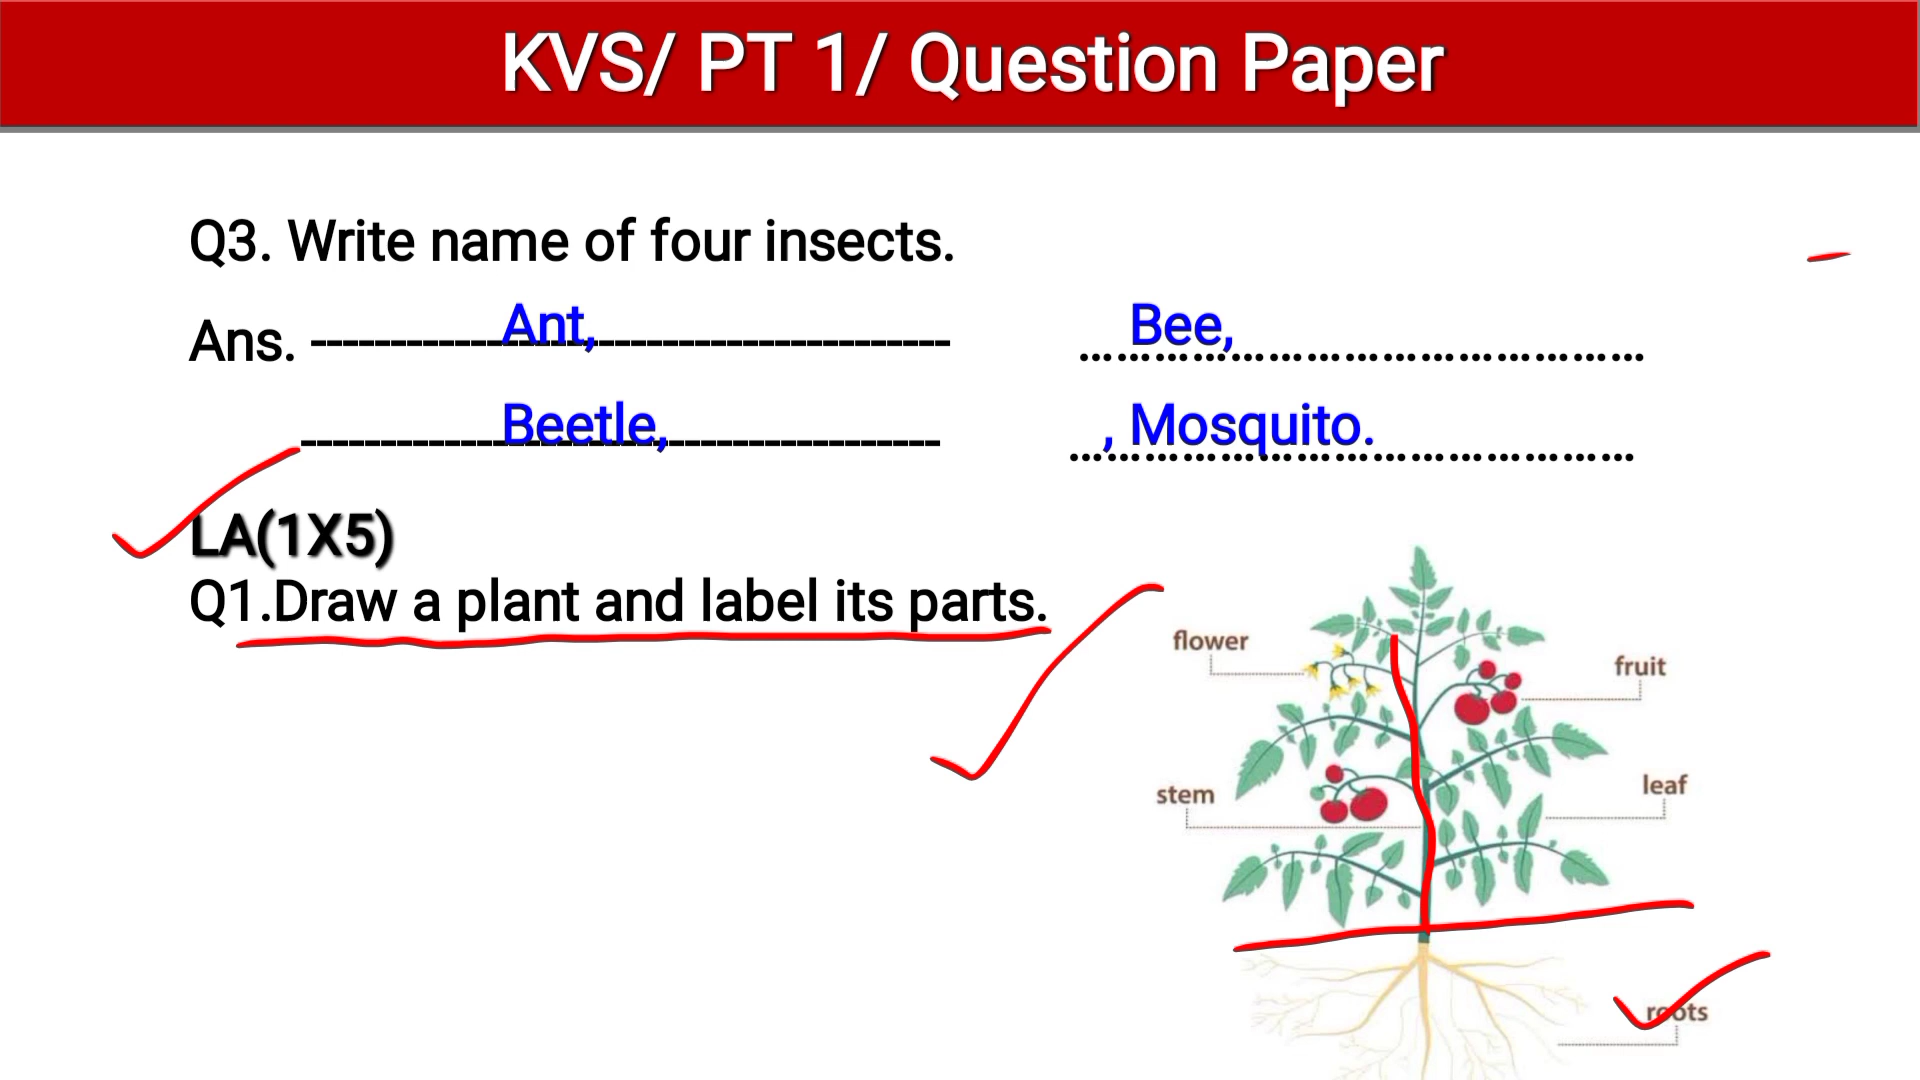 KVS/ PT 1/ Question Paper
Q3. Write name of four insects.
Ans. ---------------------------------------- Ant, ……………………………………… Bee,
---------------------------------------- Beetle, ……………………………………… , Mosquito.
LA(1X5)
Q1.Draw a plant and label its parts.
flower
fruit
stem
leaf
roots